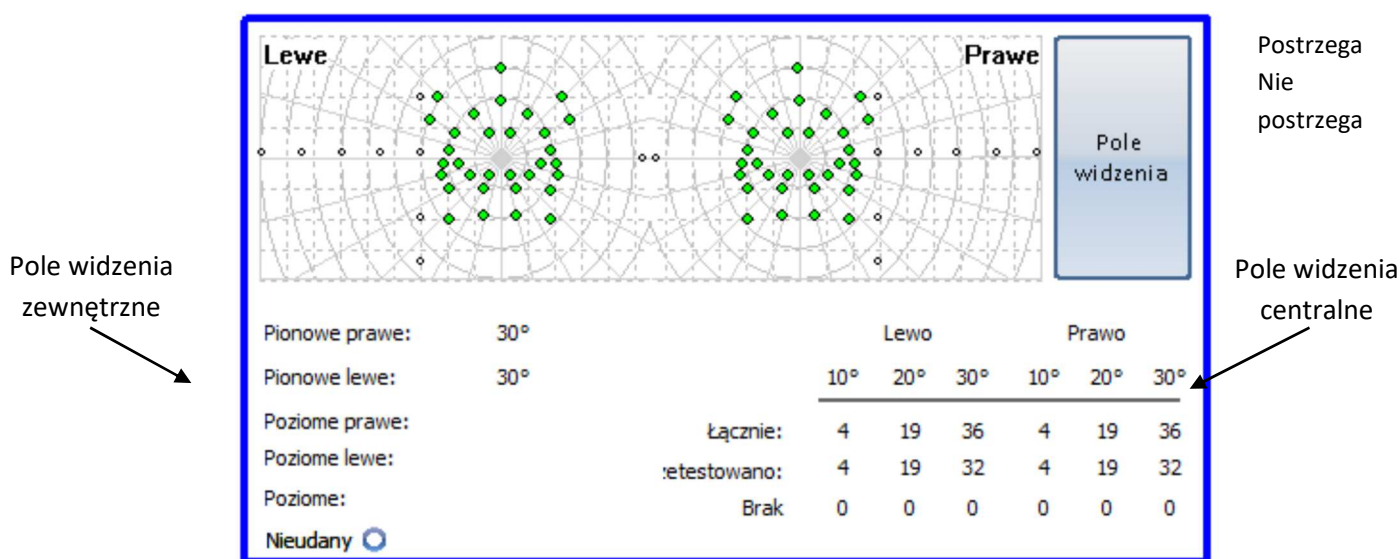 Lewe
Prawe
Pole
widzenia
Postrzega
Nie
postrzega
Pole widzenia
zewnętrzne
Pole widzenia
centralne
Pionowe prawe: 30°
Pionowe lewe: 30°
Poziome prawe:
Poziome lewe:
Poziome:
Nieudany
Lewo Prawo
10° 20° 30° 10° 20° 30°
Łącznie: 4 19 36 4 19 36
zetestowano: 4 19 32 4 19 32
Brak 0 0 0 0 0 0